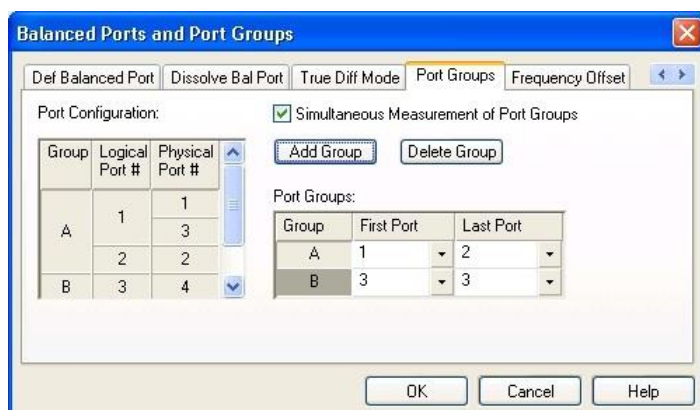 Balanced Ports and Port Groups
Def Balanced Port Dissolve Bal Port True Diff Mode Port Groups Frequency Offset
Port Configuration:
Simultaneous Measurement of Port Groups
Add Group Delete Group
Group Logical Port # Physical Port #
A 1 1
3
2 2
B 3 4
Port Groups:
Group First Port Last Port
A 1 2
B 3 3
OK Cancel Help